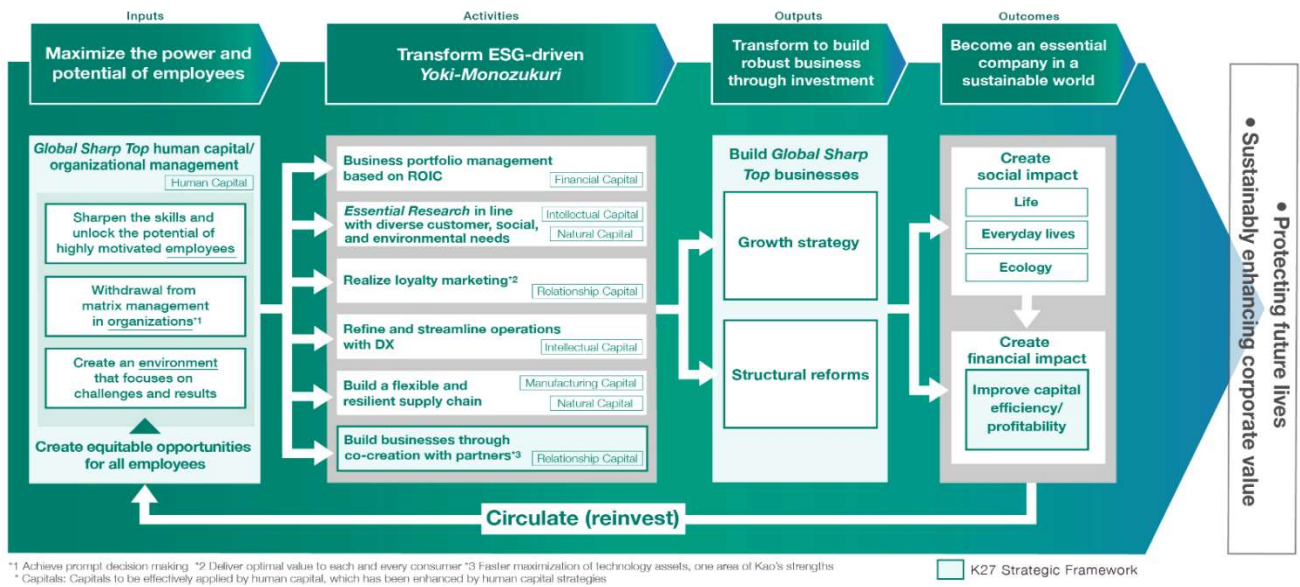 Inputs
Maximize the power and
potential of employees
Global Sharp Top human capital/
organizational management
Human Capital
Sharpen the skills and
unlock the potential of
highly motivated employees
Withdrawal from
matrix management
in organizations*1
Create an environment
that focuses on
challenges and results
Create equitable opportunities
for all employees
Activities
Transform ESG-driven
Yoki-Monozukuri
Business portfolio management
based on ROIC
Financial Capital
Essential Research in line
with diverse customer, social,
and environmental needs
Intellectual Capital
Natural Capital
Realize loyalty marketing*2
Relationship Capital
Refine and streamline operations
with DX
Intellectual Capital
Build a flexible and
resilient supply chain
Manufacturing Capital
Natural Capital
Build businesses through
co-creation with partners*3
Relationship Capital
Outputs
Transform to build
robust business
through investment
Build Global Sharp
Top businesses
Growth strategy
Structural reforms
Outcomes
Become an essential
company in a
sustainable world
Create
social impact
Life
Everyday lives
Ecology
Create
financial impact
Improve capital
efficiency/
profitability
Circulate (reinvest)
• Protecting future lives
• Sustainably enhancing corporate value
*1 Achieve prompt decision making *2 Deliver optimal value to each and every consumer *3 Faster maximization of technology assets, one area of Kao's strengths
* Capitals: Capitals to be effectively applied by human capital, which has been enhanced by human capital strategies
K27 Strategic Framework